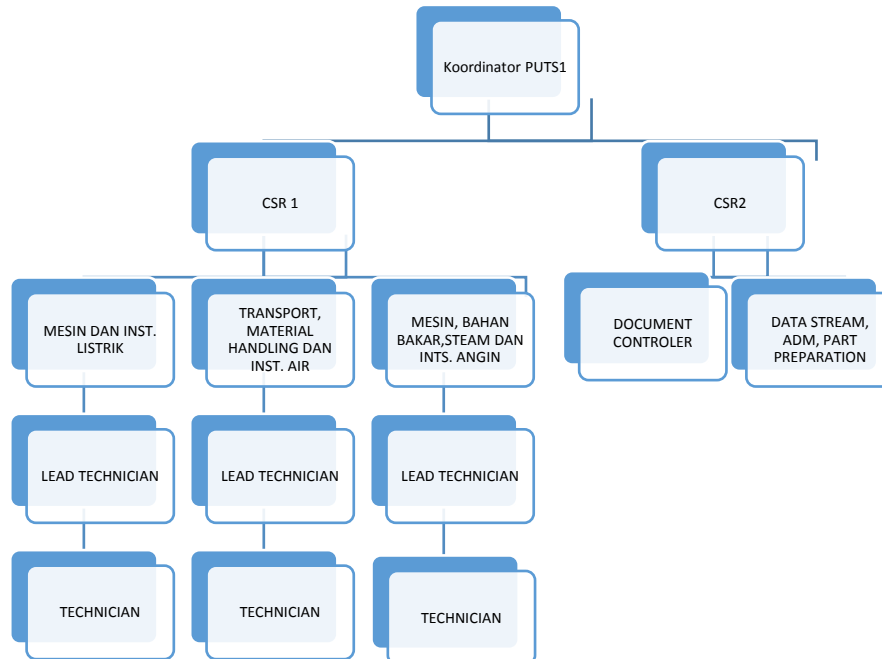 Koordinator PUTS1
CSR 1
CSR2
MESIN DAN INST.
LISTRIK
TRANSPORT,
MATERIAL
HANDLING DAN
INST. AIR
MESIN, BAHAN
BAKAR,STEAM DAN
INTS. ANGIN
DOCUMENT
CONTROLER
DATA STREAM,
ADM, PART
PREPARATION
LEAD TECHNICIAN
LEAD TECHNICIAN
LEAD TECHNICIAN
TECHNICIAN
TECHNICIAN
TECHNICIAN